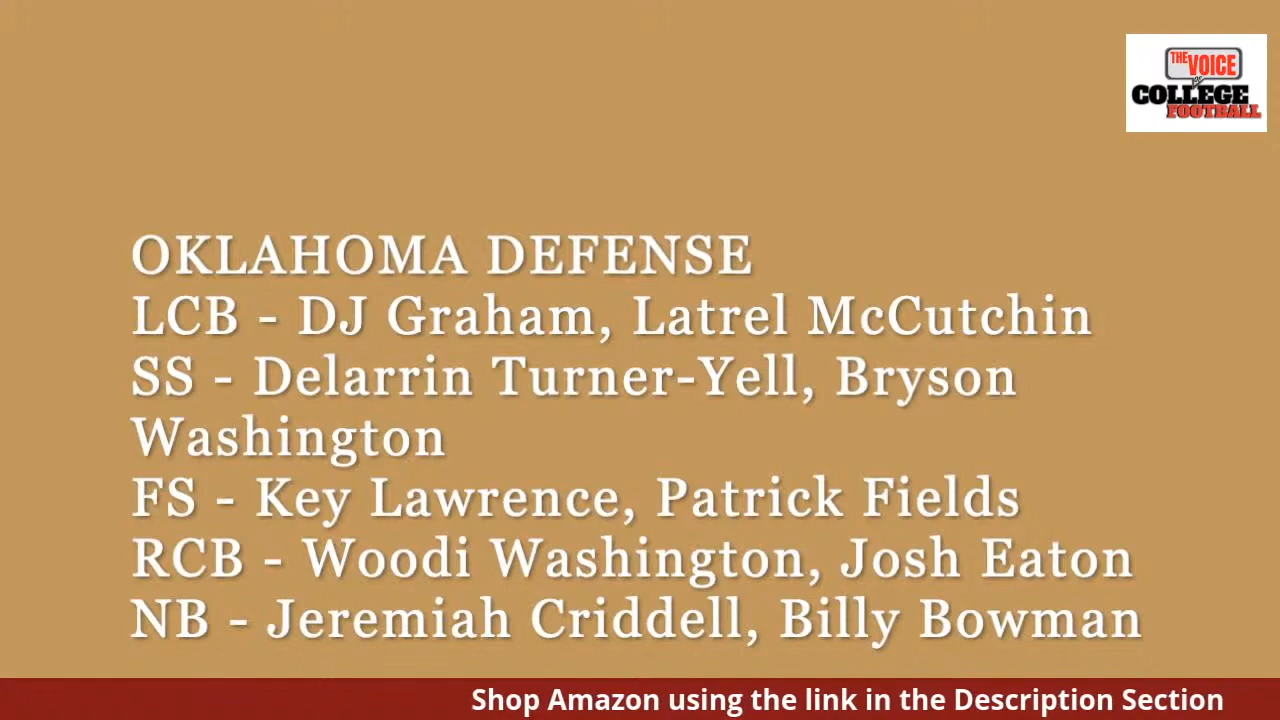 THE VOICE
for
COLLEGE
FOOTBALL
OKLAHOMA DEFENSE
LCB - DJ Graham, Latrel McCutchin
SS - Delarrin Turner-Yell, Bryson
Washington
FS - Key Lawrence, Patrick Fields
RCB - Woodi Washington, Josh Eaton
NB - Jeremiah Criddell, Billy Bowman
Shop Amazon using the link in the Description Section